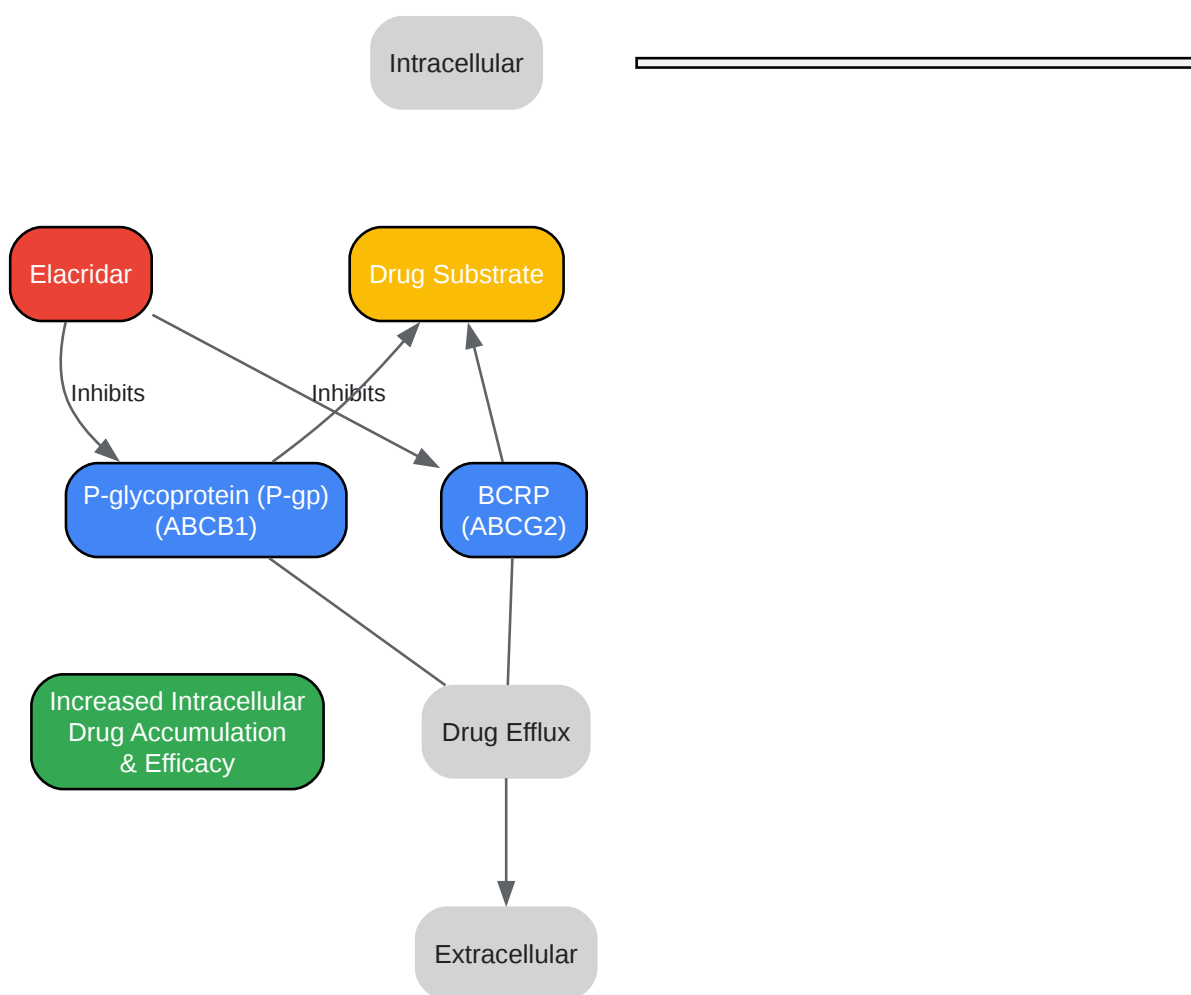 Intracellular
Elacridar
Drug Substrate
Inhibits
Inhibits
P-glycoprotein (P-gp)
(ABCB1)
BCRP
(ABCG2)
Increased Intracellular
Drug Accumulation
& Efficacy
Drug Efflux
Extracellular